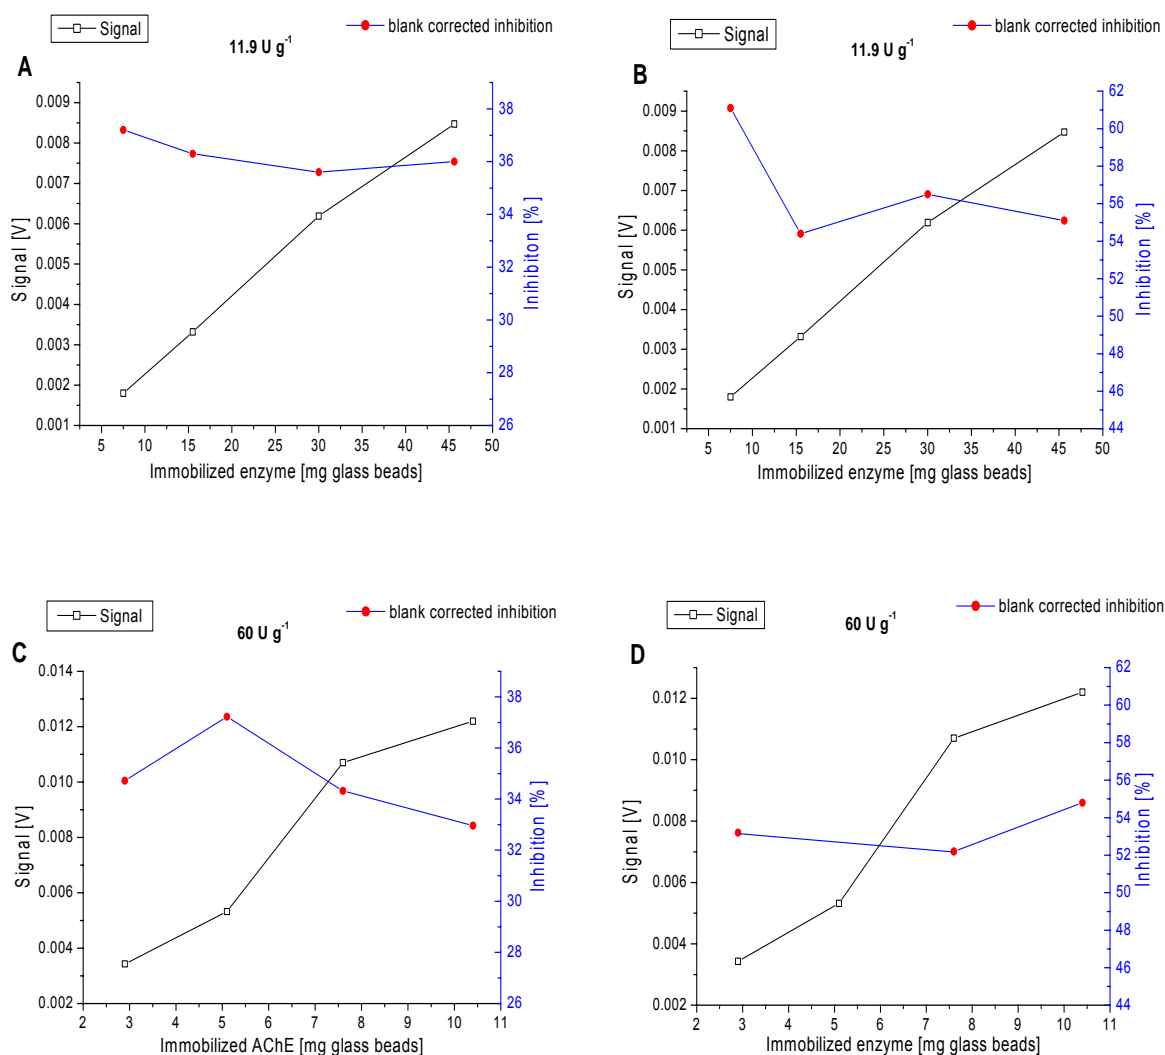 Signal
blank corrected inhibition
11.9 U g-1
A
0.009
0.008
0.007
0.006
0.005
0.004
0.003
0.002
0.001
Signal [V]
38
36
34
32
30
28
26
Inihibiton [%]
5 10 15 20 25 30 35 40 45 50
Immobilized enzyme [mg glass beads]
Signal
blank corrected inhibition
11.9 U g-1
B
0.009
0.008
0.007
0.006
0.005
0.004
0.003
0.002
0.001
Signal [V]
62
60
58
56
54
52
50
48
46
44
Inhibition [%]
5 10 15 20 25 30 35 40 45 50
Immobilized enzyme [mg glass beads]
Signal
blank corrected inhibition
60 U g-1
C
0.014
0.012
0.010
0.008
0.006
0.004
0.002
Signal [V]
38
36
34
32
30
28
26
Inhibition [%]
2 3 4 5 6 7 8 9 10 11
Immobilized AChE [mg glass beads]
Signal
blank corrected inhibition
60 U g-1
D
0.012
0.010
0.008
0.006
0.004
0.002
Signal [V]
62
60
58
56
54
52
50
48
46
44
Inhibition [%]
2 3 4 5 6 7 8 9 10 11
Immobilized enzyme [mg glass beads]